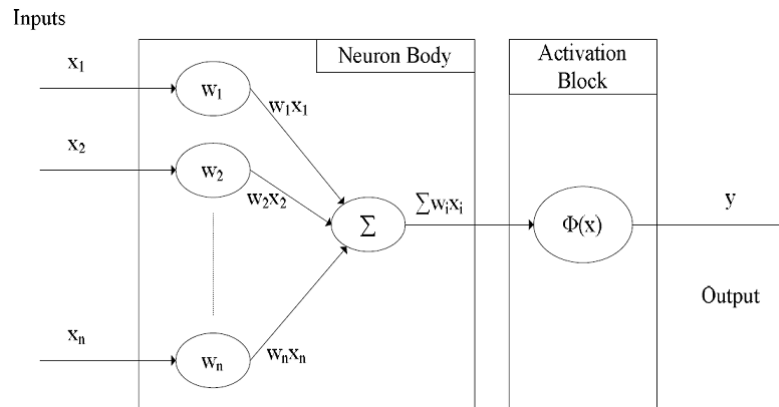 Inputs
Neuron Body
Activation
Block
x₁
w₁
w₁x₁
x₂
w₂
w₂x₂
∑
∑wᵢxᵢ
Φ(x)
y
Output
xₙ
wₙ
wₙxₙ